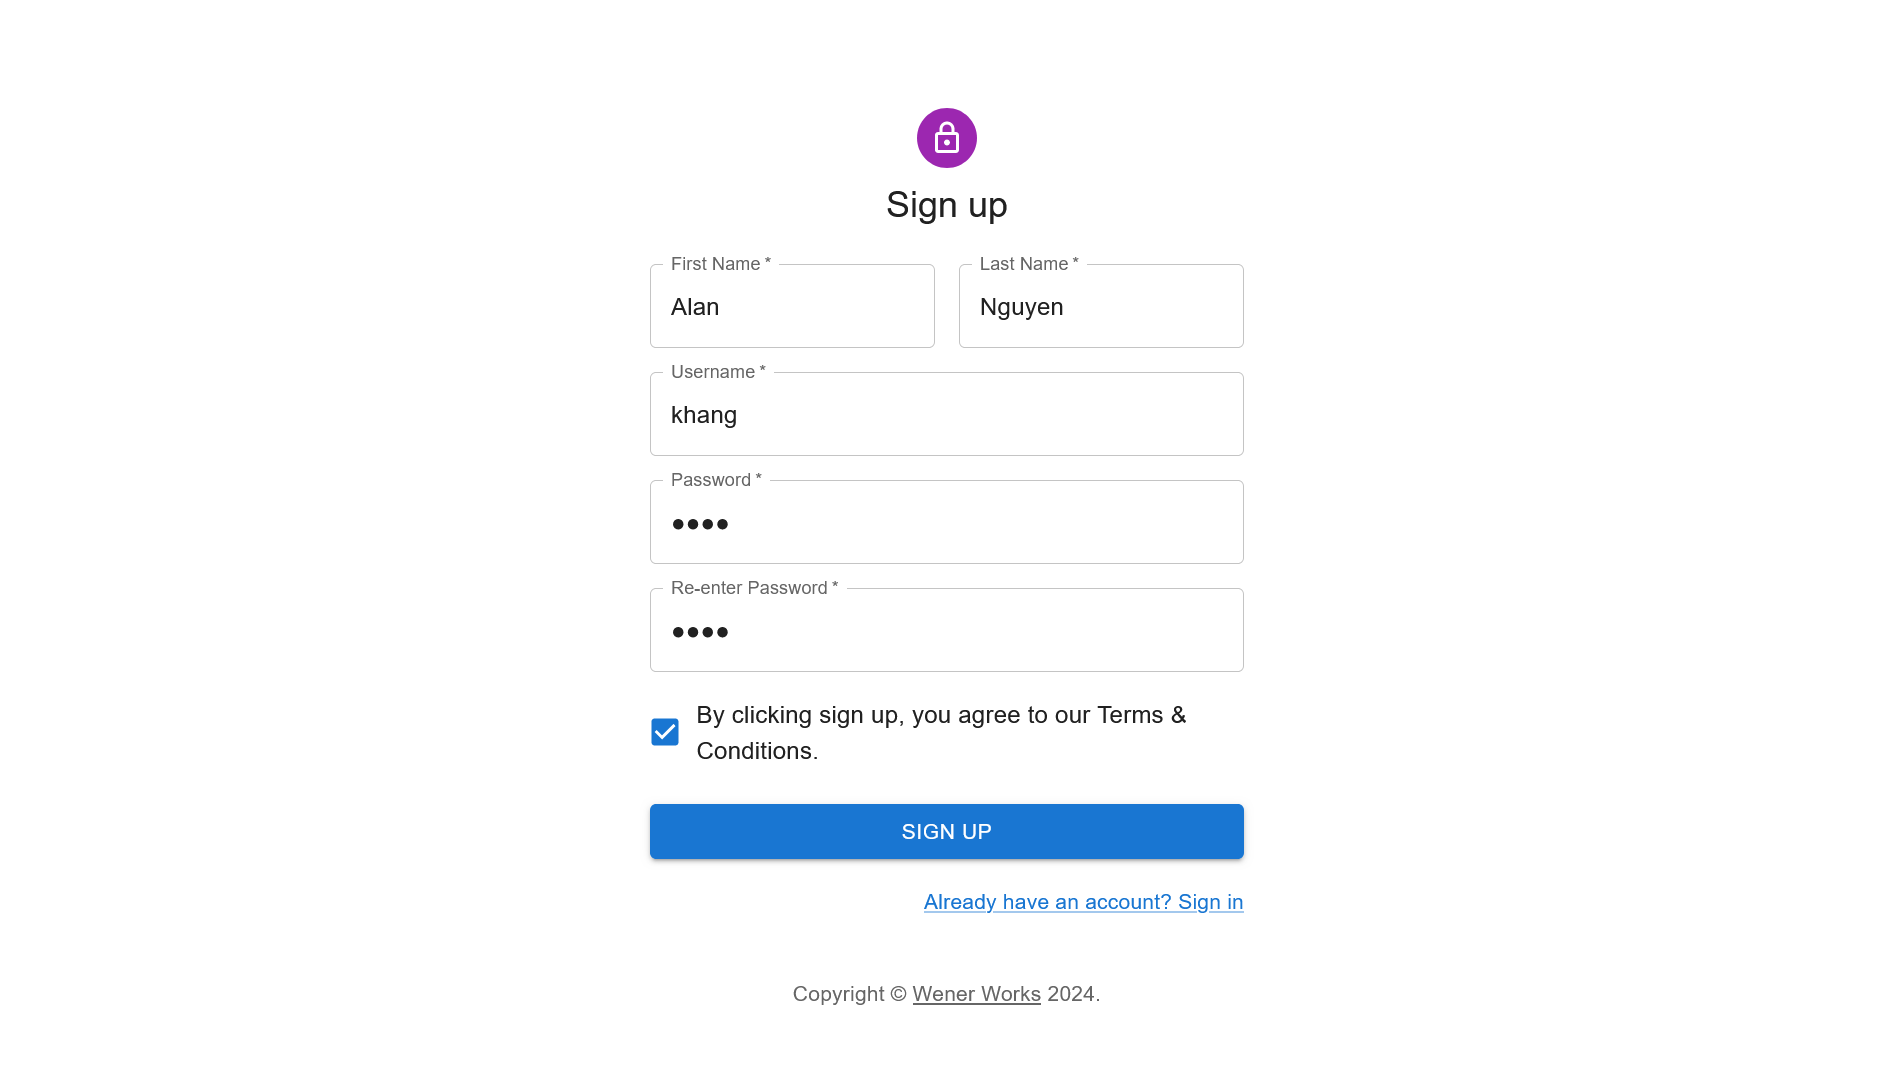 Sign up
First Name *
Last Name *
Alan
Nguyen
Username *
khang
Password *
••••
Re-enter Password *
••••
By clicking sign up, you agree to our Terms &
Conditions.
SIGN UP
Already have an account? Sign in
Copyright © Wener Works 2024.